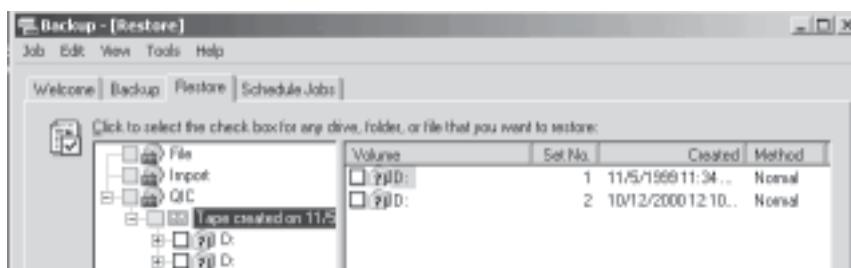 Backup - [Restore]
Job Edit View Tools Help
Welcome Backup Restore Schedule Jobs
Click to select the check box for any drive, folder, or file that you want to restore:
File
Import
QIC
Tape created on 11/5
D:
D:
Volume Set No. Created Method
D: 1 11/5/1999 11:34... Normal
D: 2 10/12/2000 12:10... Normal